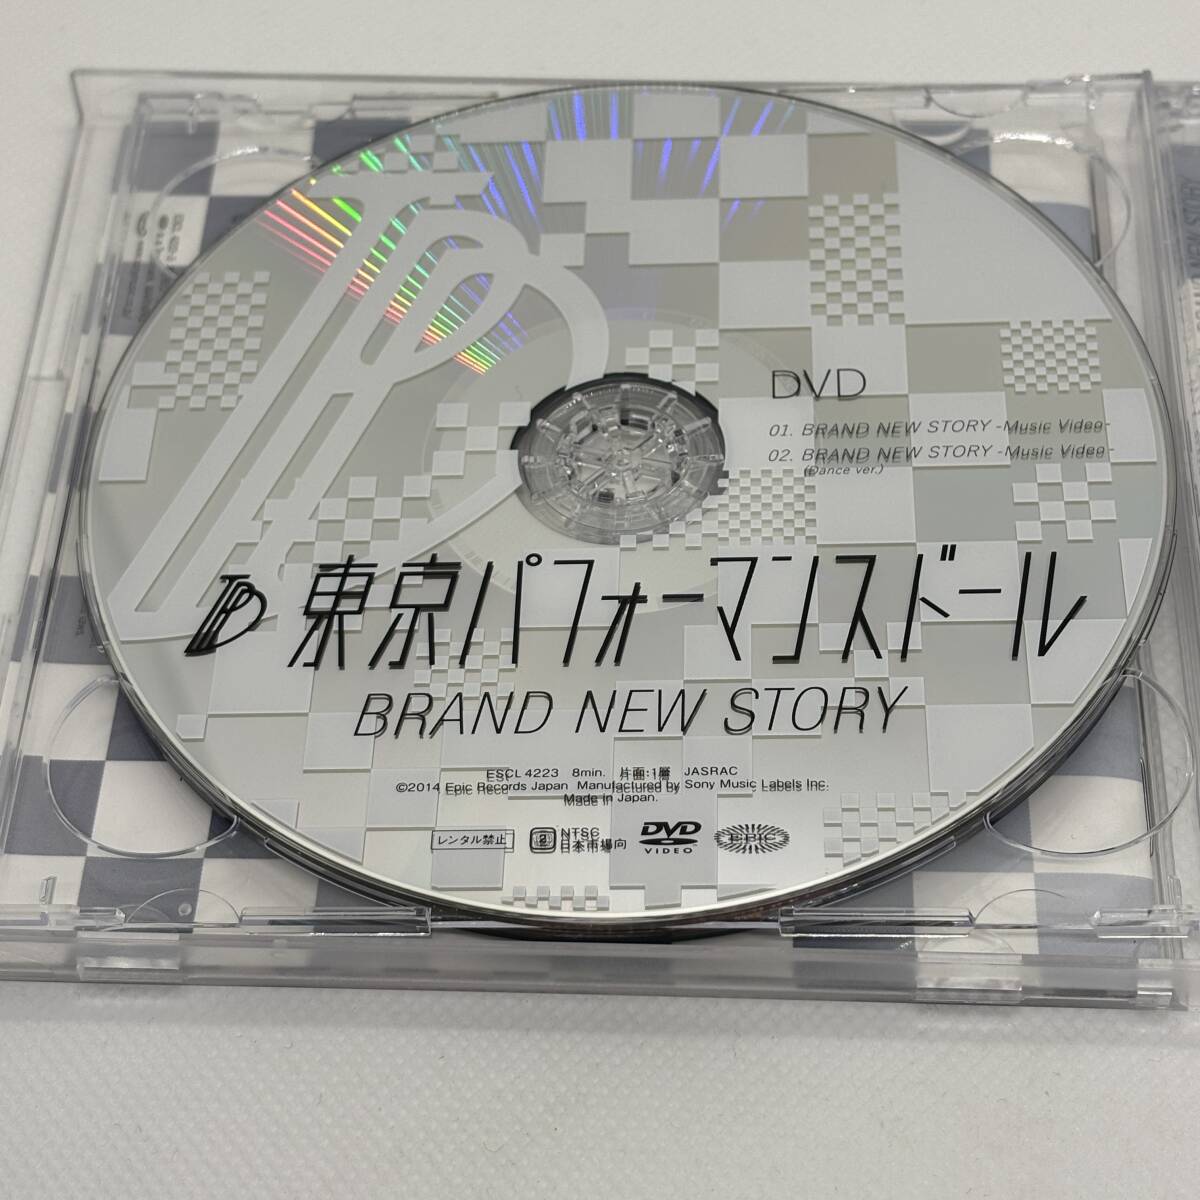 DVD
01. BRAND NEW STORY -Music Video-
02. BRAND NEW STORY -Music Video-
(Dance ver.)
TPD 東京パフォーマンスドール
BRAND NEW STORY
ESCL 4223 8min. 片面1層 JASRAC
©2014 Epic Records Japan Manufactured by Sony Music Labels Inc.
Made in Japan.
レンタル禁止 2 NTSC 日本市場向 DVD VIDEO EPIC